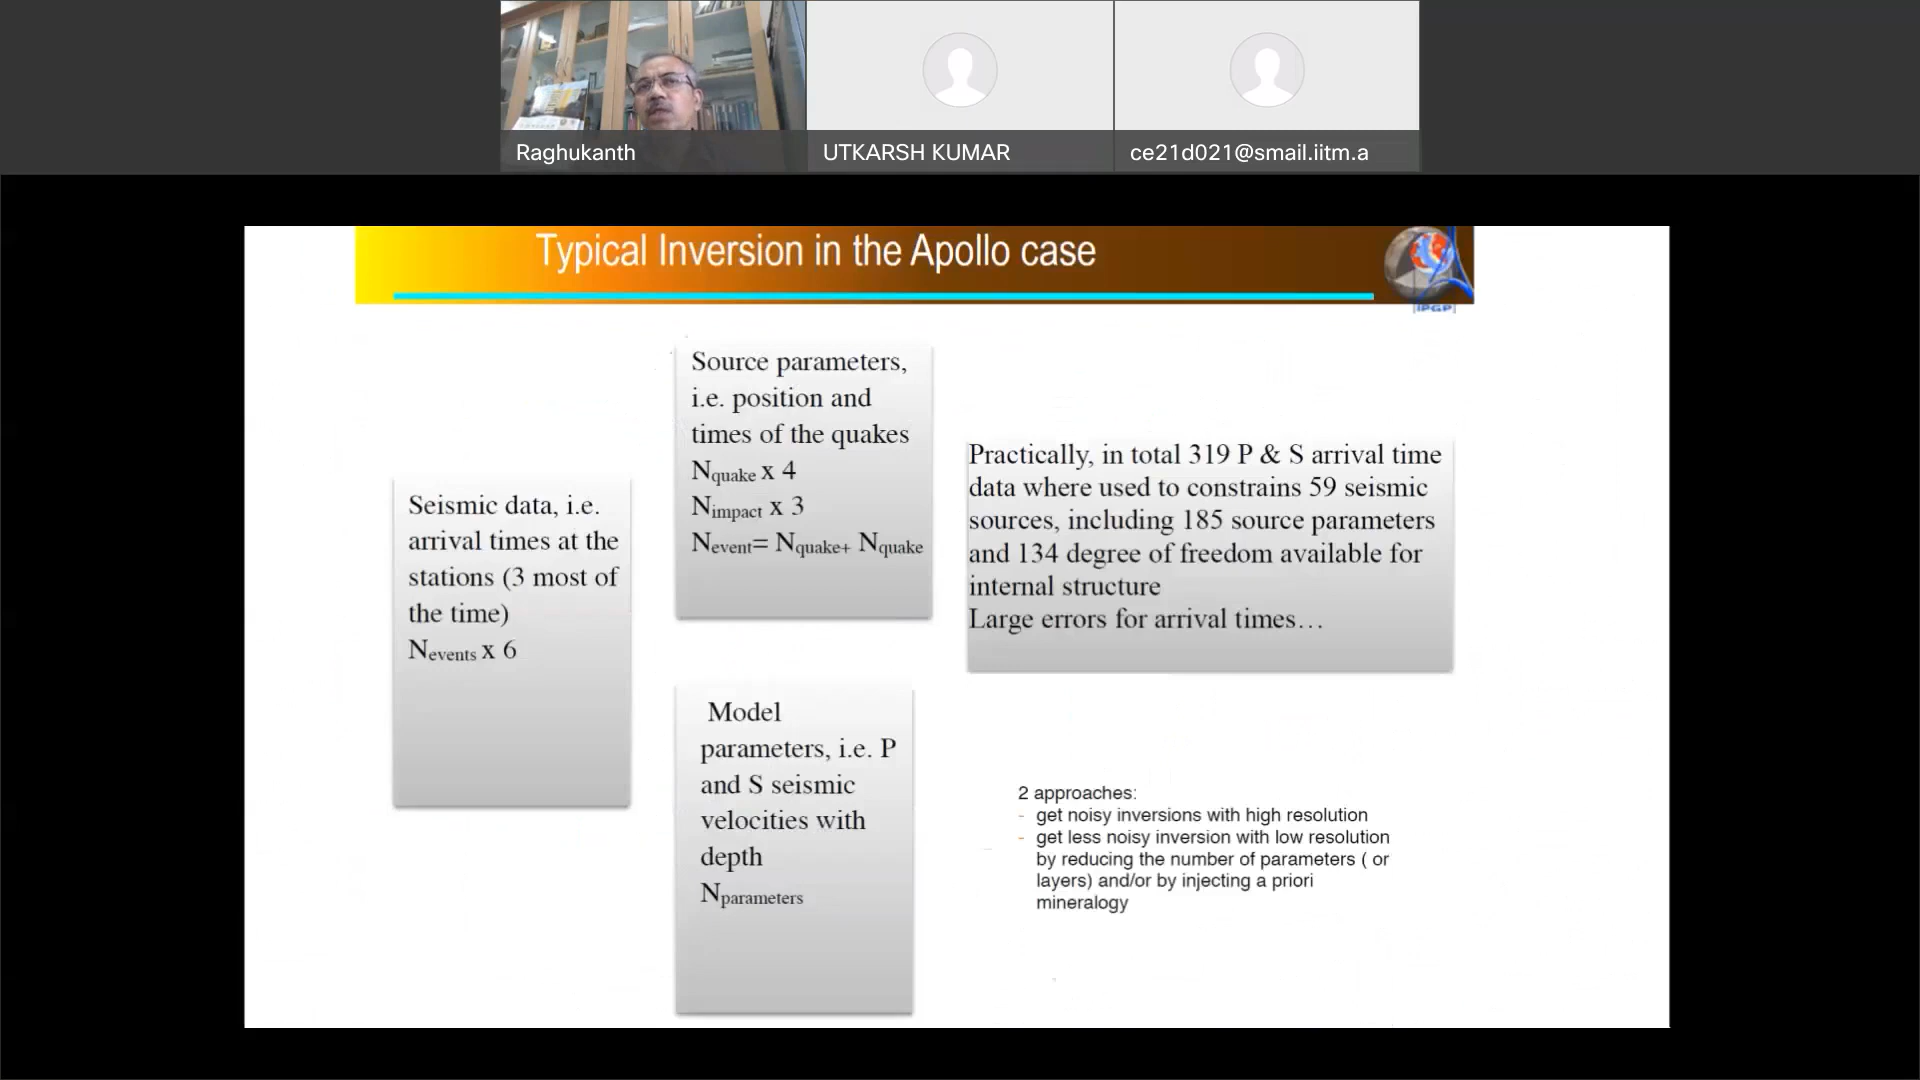 Raghukanth
UTKARSH KUMAR
ce21d021@smail.iitm.a
Typical Inversion in the Apollo case
IPGP
Seismic data, i.e.
arrival times at the
stations (3 most of
the time)
Nevents x 6
Source parameters,
i.e. position and
times of the quakes
Nquake x 4
Nimpact x 3
Nevent= Nquake+ Nquake
Model
parameters, i.e. P
and S seismic
velocities with
depth
Nparameters
Practically, in total 319 P & S arrival time
data where used to constrains 59 seismic
sources, including 185 source parameters
and 134 degree of freedom available for
internal structure
Large errors for arrival times…
2 approaches:
- get noisy inversions with high resolution
- get less noisy inversion with low resolution
by reducing the number of parameters ( or
layers) and/or by injecting a priori
mineralogy